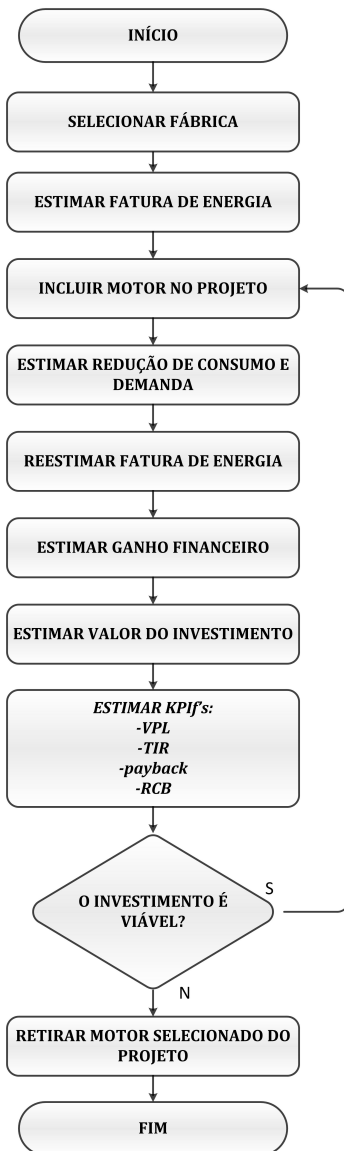 INÍCIO
SELECIONAR FÁBRICA
ESTIMAR FATURA DE ENERGIA
INCLUIR MOTOR NO PROJETO
ESTIMAR REDUÇÃO DE CONSUMO E
DEMANDA
REESTIMAR FATURA DE ENERGIA
ESTIMAR GANHO FINANCEIRO
ESTIMAR VALOR DO INVESTIMENTO
ESTIMAR KPIf's:
-VPL
-TIR
-payback
-RCB
O INVESTIMENTO É
VIÁVEL?
S
N
RETIRAR MOTOR SELECIONADO DO
PROJETO
FIM